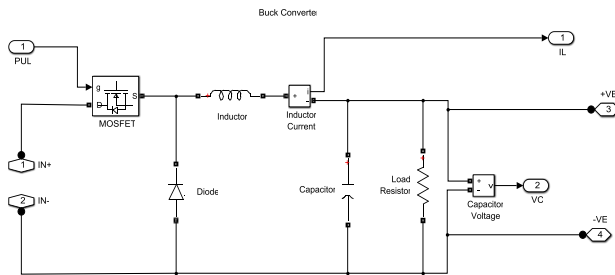 Buck Converter
1
PUL
1
IL
g
D
S
MOSFET
+
Inductor
+
i
-
Inductor
Current
+VE
3
1
IN+
2
IN-
Diode
+
Capacitor
+
Load
Resistor
+
-
v
Capacitor
Voltage
2
VC
-VE
4